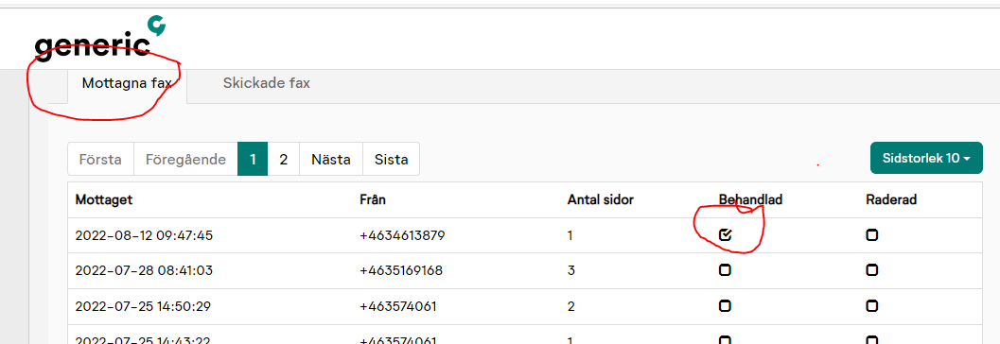 generic
Mottagna fax Skickade fax
Första Föregående 1 2 Nästa Sista Sidstorlek 10
Mottaget Från Antal sidor Behandlad Raderad
2022-08-12 09:47:45 +4634613879 1
2022-07-28 08:41:03 +4635169168 3
2022-07-25 14:50:29 +463574061 2
2022-07-25 14:43:22 +463574061 1